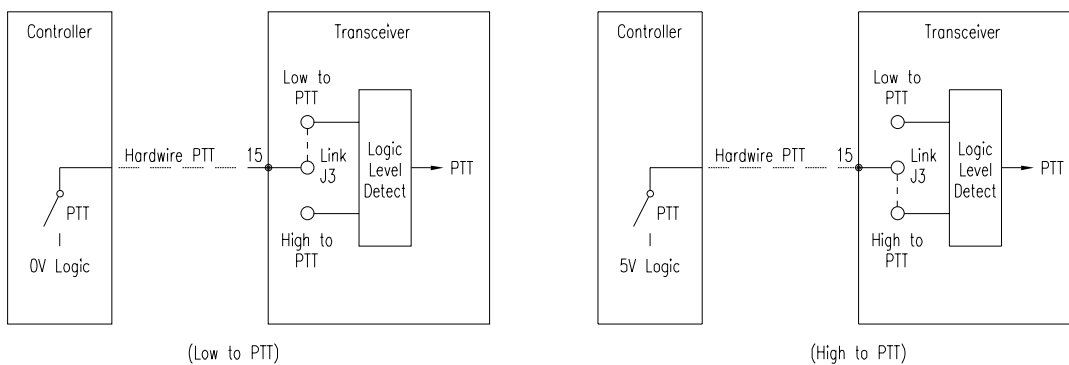 Controller
Transceiver
Low to
PTT
Hardwire PTT
15
Link
J3
Logic
Level
Detect
PTT
PTT
High to
PTT
0V Logic
(Low to PTT)
Controller
Transceiver
Low to
PTT
Hardwire PTT
15
Link
J3
Logic
Level
Detect
PTT
PTT
High to
PTT
5V Logic
(High to PTT)